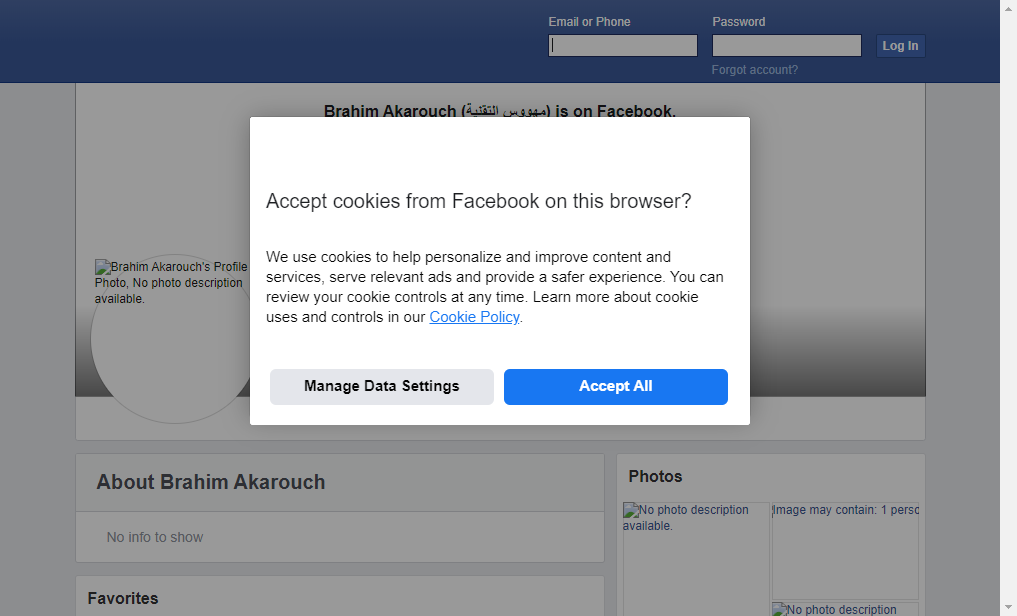 Email or Phone
Password
Log In
Forgot account?
Brahim Akarouch (مهووس التقنية) is on Facebook.
Accept cookies from Facebook on this browser?
We use cookies to help personalize and improve content and
services, serve relevant ads and provide a safer experience. You can
review your cookie controls at any time. Learn more about cookie
uses and controls in our Cookie Policy.
Manage Data Settings
Accept All
Brahim Akarouch's Profile
Photo, No photo description
available.
About Brahim Akarouch
No info to show
Favorites
Photos
No photo description
available.
Image may contain: 1 perso
No photo description